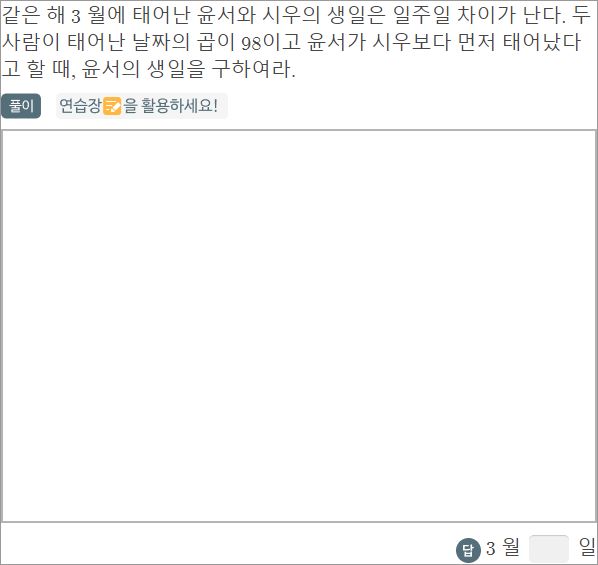 같은 해 3 월에 태어난 윤서와 시우의 생일은 일주일 차이가 난다. 두
사람이 태어난 날짜의 곱이 98이고 윤서가 시우보다 먼저 태어났다
고 할 때, 윤서의 생일을 구하여라.
풀이 연습장을 활용하세요!
답 3 월 일